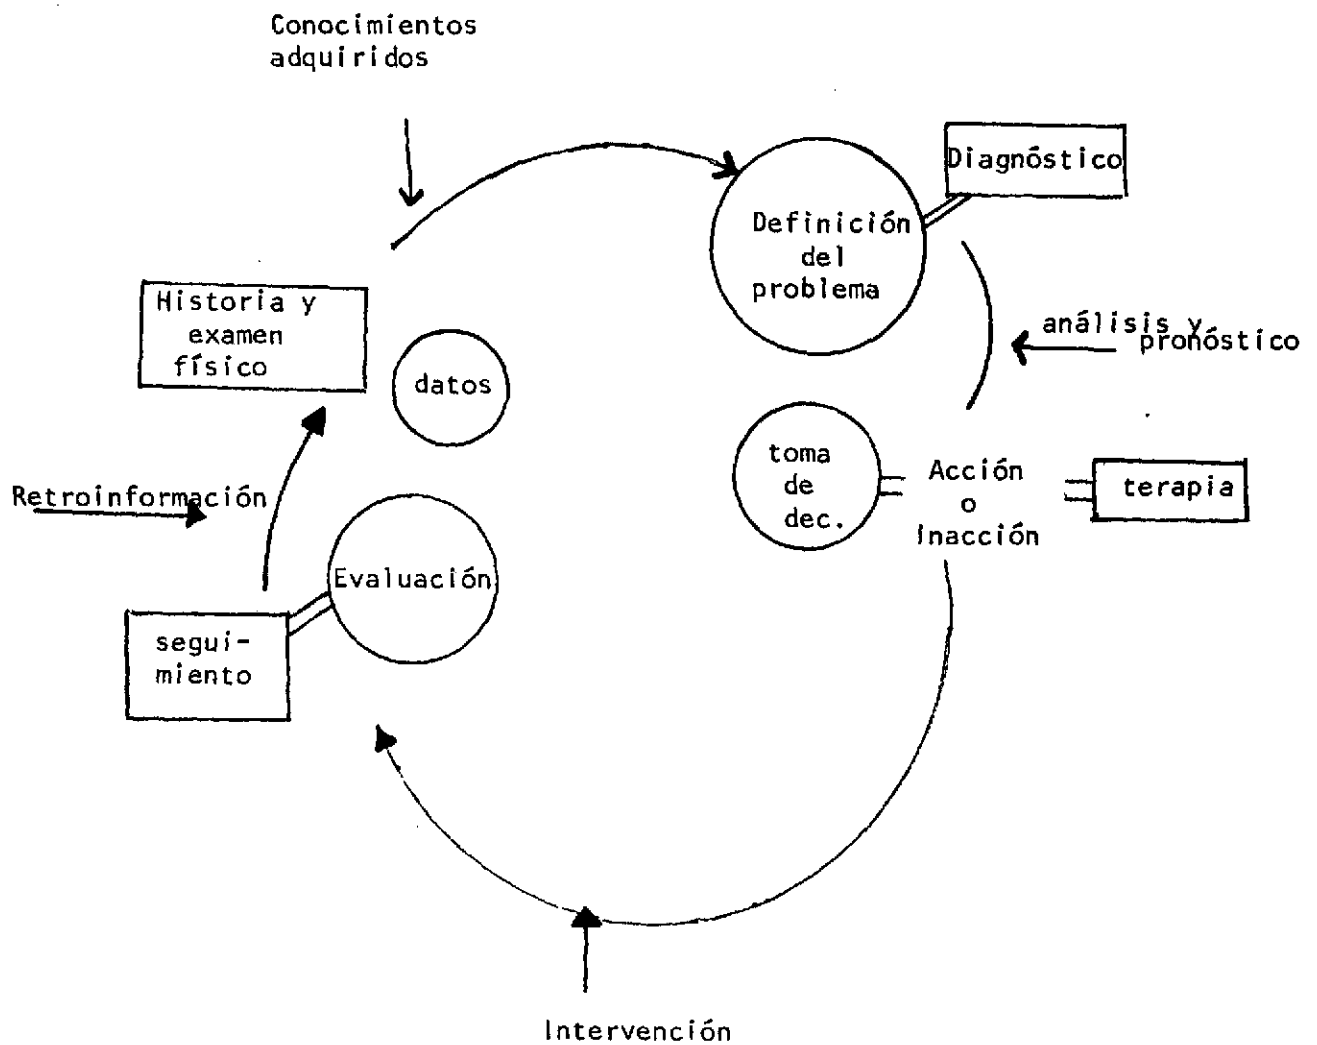 Conocimientos
adquiridos
Diagnóstico
Definición
del
problema
Historia y
examen
físico
análisis y
pronóstico
datos
toma
de
dec.
Acción
o
Inacción
terapia
Retroinformación
Evaluación
segui-
miento
Intervención